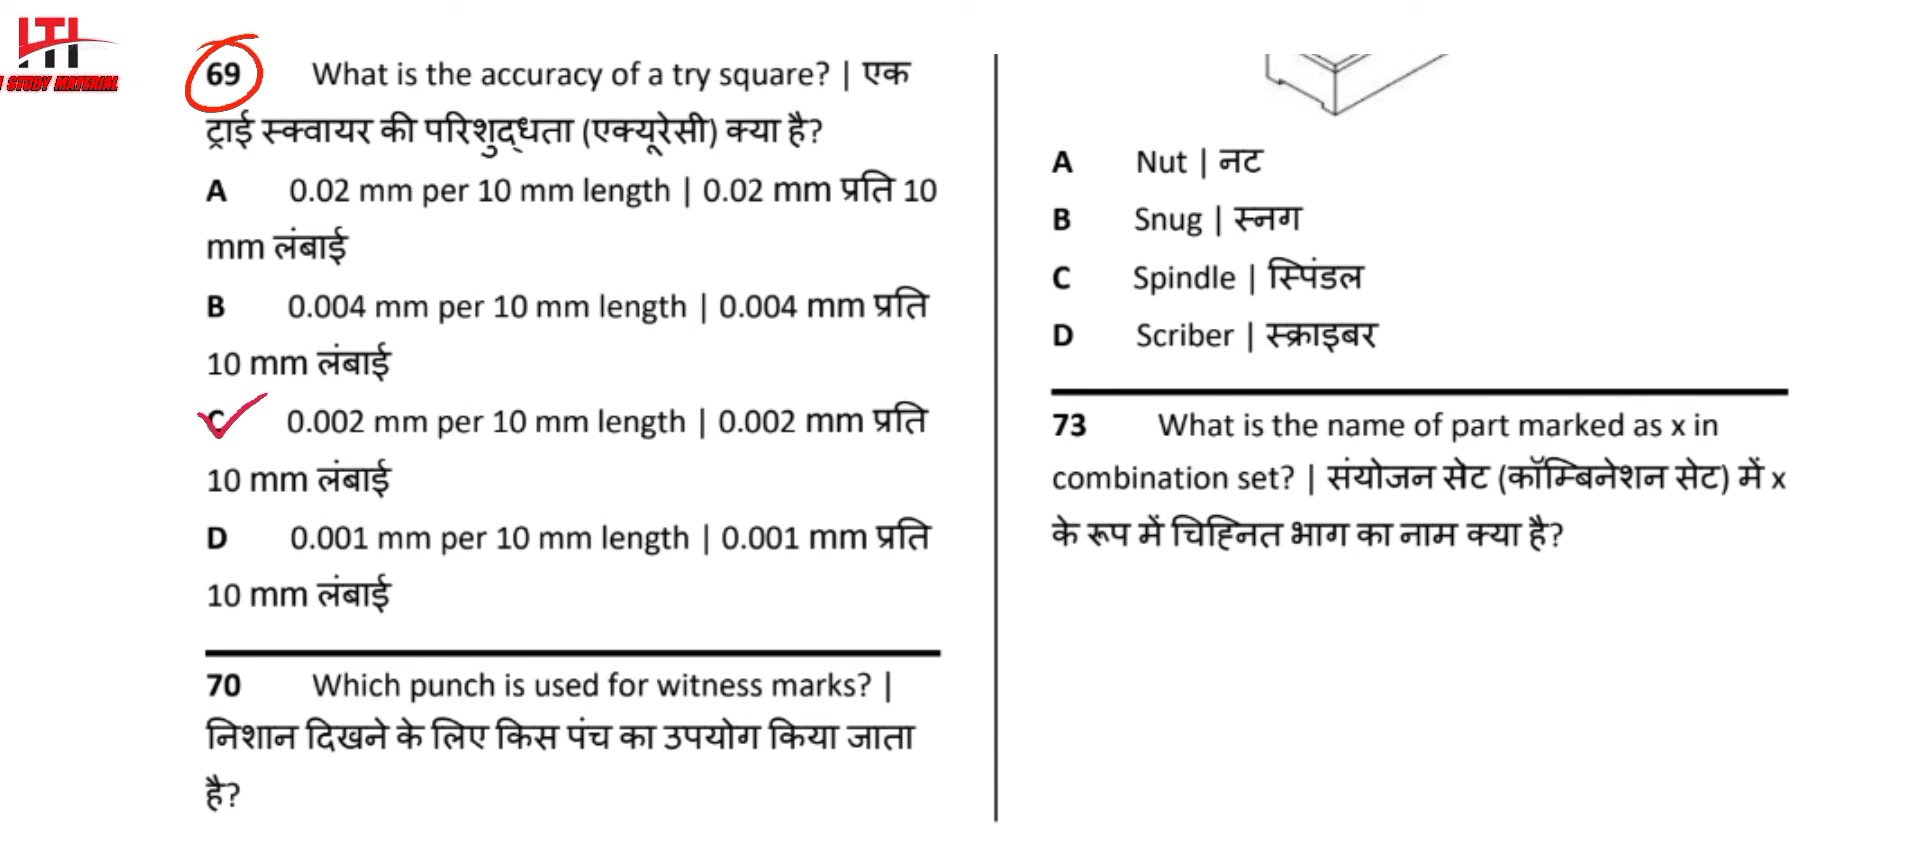 ITI
STUDY MATERIAL
69 What is the accuracy of a try square? | एक
ट्राई स्क्वायर की परिशुद्धता (एक्यूरेसी) क्या है?
A 0.02 mm per 10 mm length | 0.02 mm प्रति 10
mm लंबाई
B 0.004 mm per 10 mm length | 0.004 mm प्रति
10 mm लंबाई
C 0.002 mm per 10 mm length | 0.002 mm प्रति
10 mm लंबाई
D 0.001 mm per 10 mm length | 0.001 mm प्रति
10 mm लंबाई
70 Which punch is used for witness marks? |
निशान दिखने के लिए किस पंच का उपयोग किया जाता
है?
A Nut | नट
B Snug | स्नग
C Spindle | स्पिंडल
D Scriber | स्क्राइबर
73 What is the name of part marked as x in
combination set? | संयोजन सेट (कॉम्बिनेशन सेट) में x
के रूप में चिह्नित भाग का नाम क्या है?